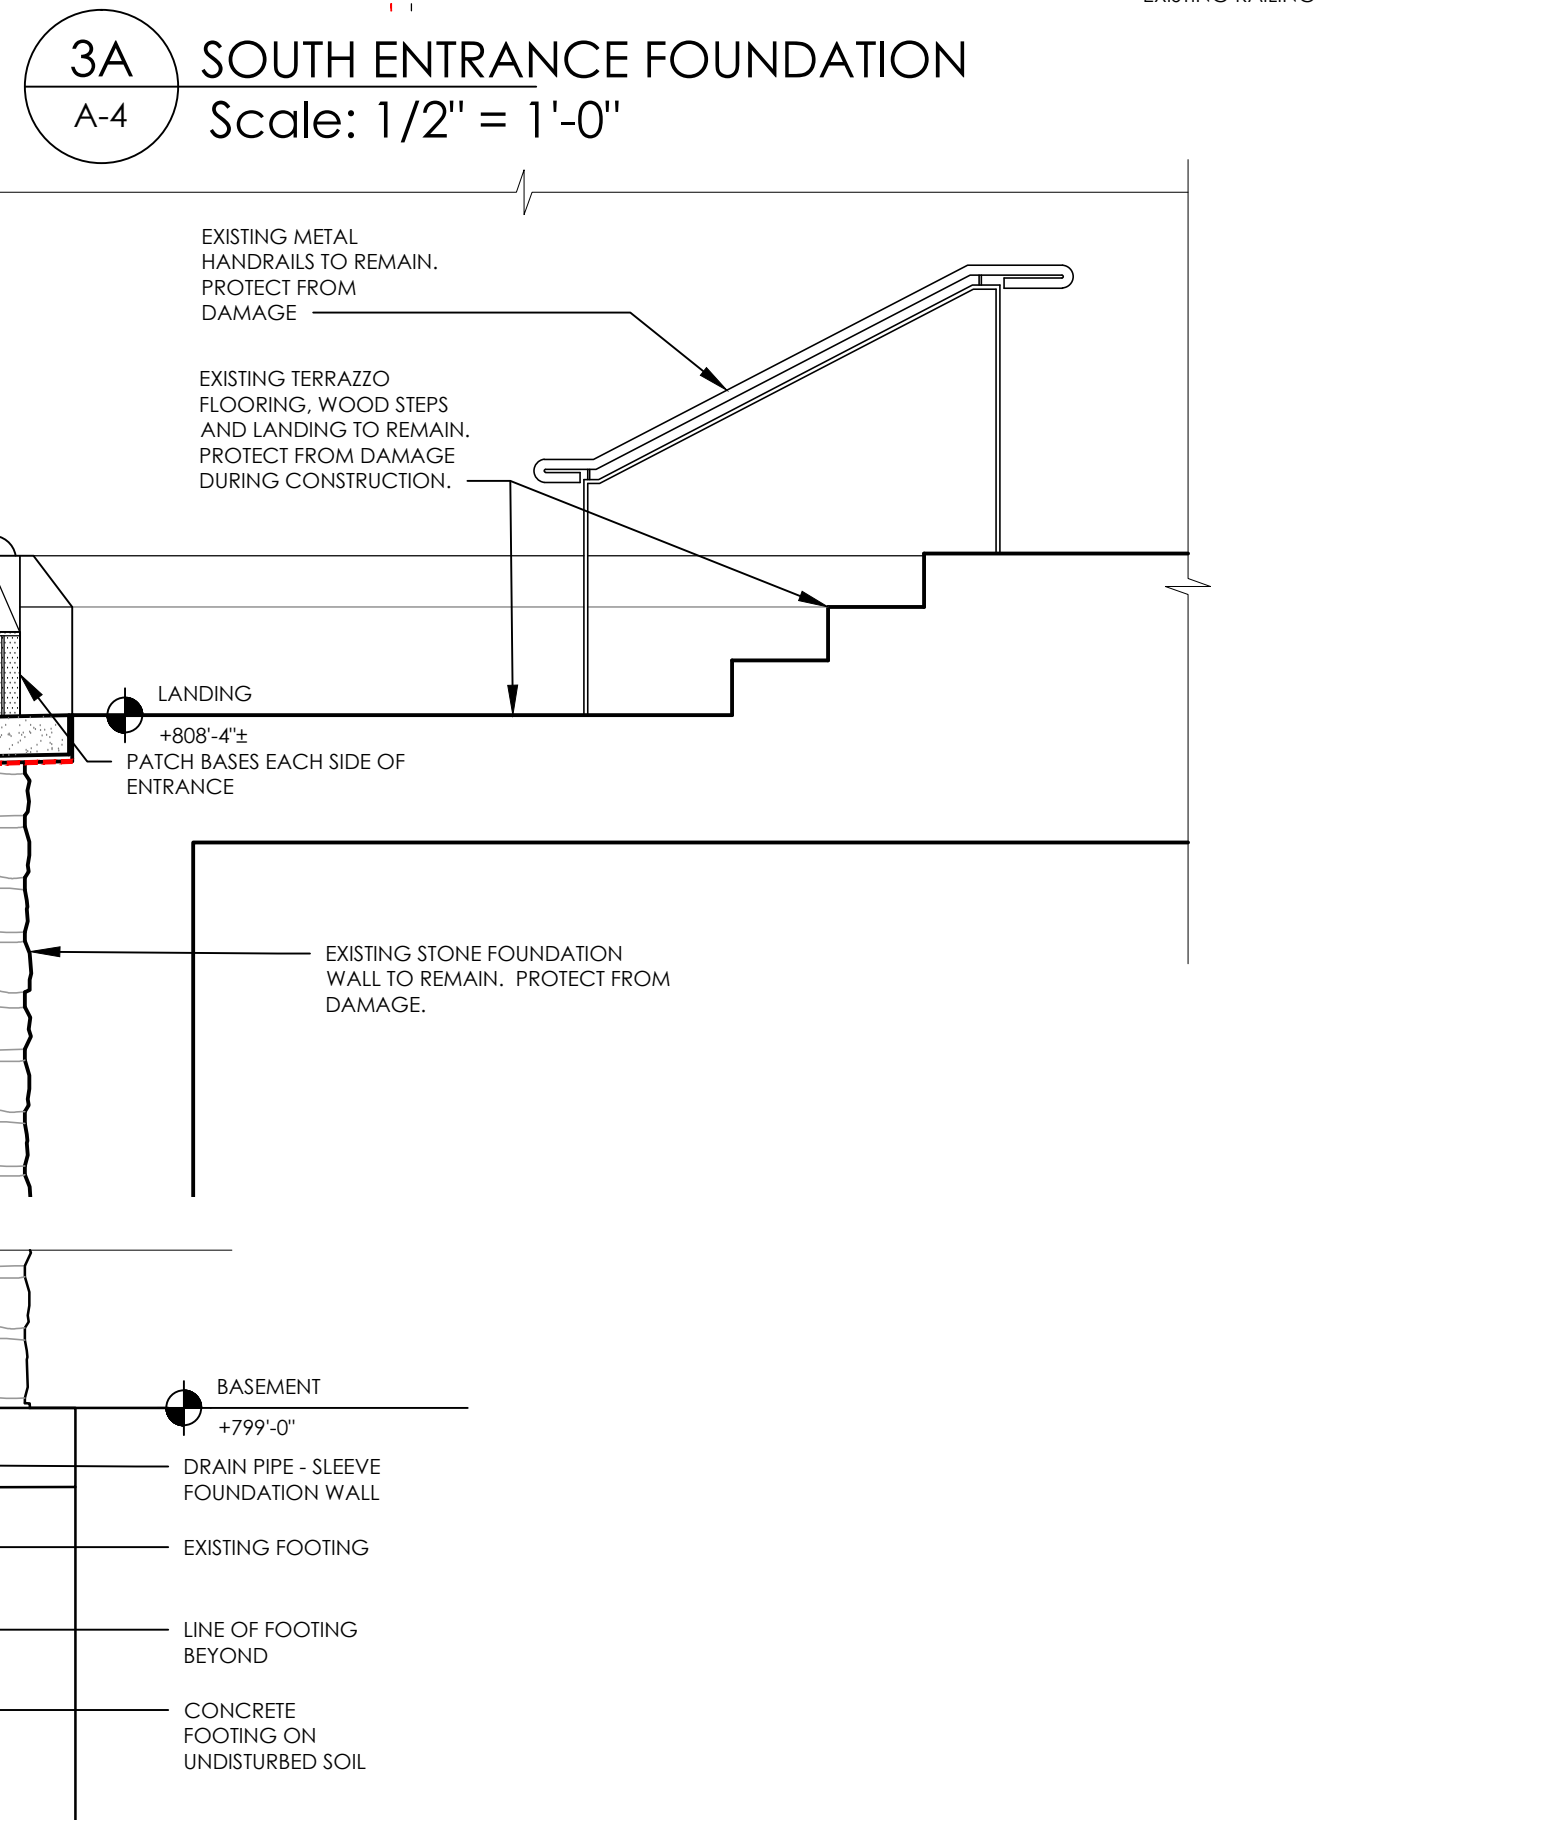 EXISTING RAILING
3A
SOUTH ENTRANCE FOUNDATION
A-4
Scale: 1/2" = 1'-0"
EXISTING METAL
HANDRAILS TO REMAIN.
PROTECT FROM
DAMAGE
EXISTING TERRAZZO
FLOORING, WOOD STEPS
AND LANDING TO REMAIN.
PROTECT FROM DAMAGE
DURING CONSTRUCTION.
LANDING
+808'-4"±
PATCH BASES EACH SIDE OF
ENTRANCE
EXISTING STONE FOUNDATION
WALL TO REMAIN. PROTECT FROM
DAMAGE.
BASEMENT
+799'-0"
DRAIN PIPE - SLEEVE
FOUNDATION WALL
EXISTING FOOTING
LINE OF FOOTING
BEYOND
CONCRETE
FOOTING ON
UNDISTURBED SOIL